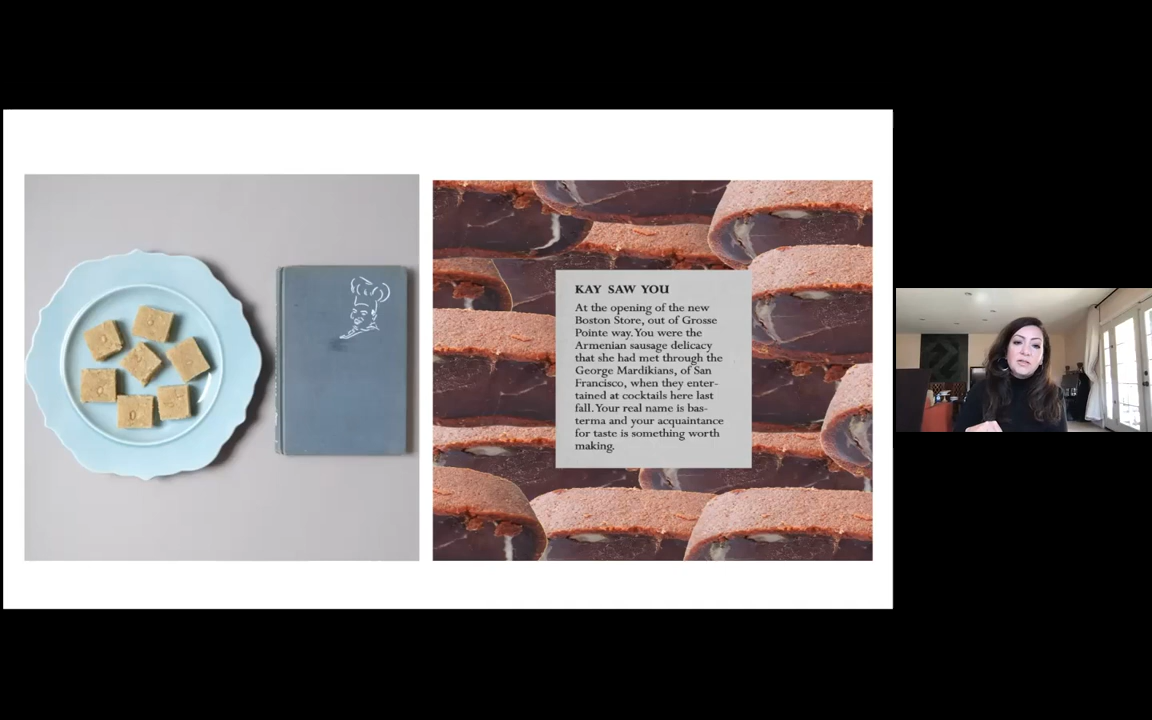 KAY SAW YOU
At the opening of the new
Boston Store, out of Grosse
Pointe way. You were the
Armenian sausage delicacy
that she had met through the
George Mardikians, of San
Francisco, when they enter-
tained at cocktails here last
fall. Your real name is bas-
terma and your acquaintance
for taste is something worth
making.